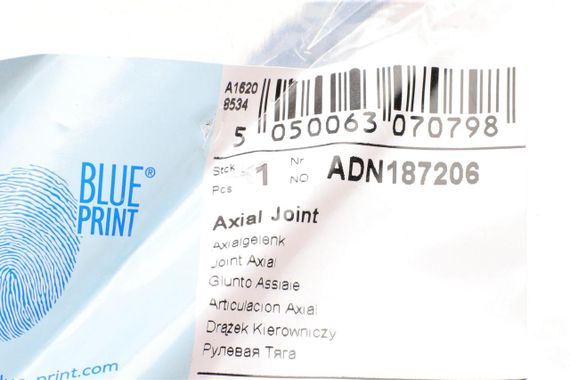 A1620
8534
5 050063 070798
Stck
Pcs
1
Nr
NO
ADN187206
BLUE®
PRINT
Axial Joint
Axialgelenk
Joint Axial
Giunto Assiale
Articulacion Axial
Drążek Kierowniczy
Рулевая Тяга
print.com